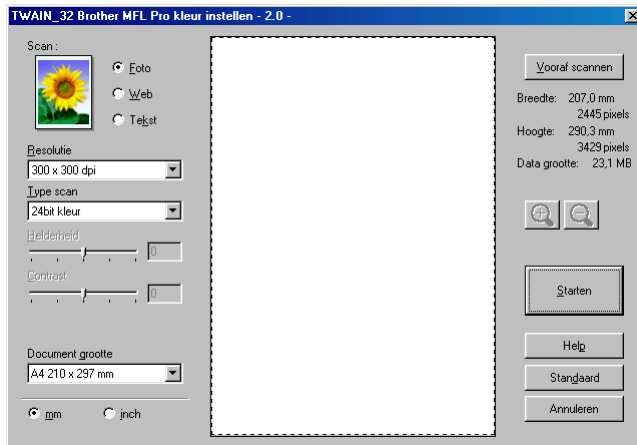 TWAIN_32 Brother MFL Pro kleur instellen - 2.0 -
Scan :
Foto
Web
Tekst
Resolutie
300 x 300 dpi
Type scan
24bit kleur
Helderheid
0
Contrast
0
Document grootte
A4 210 x 297 mm
mm
inch
Vooraf scannen
Breedte: 207,0 mm
2445 pixels
Hoogte: 290,3 mm
3429 pixels
Data grootte: 23,1 MB
Starten
Help
Standaard
Annuleren